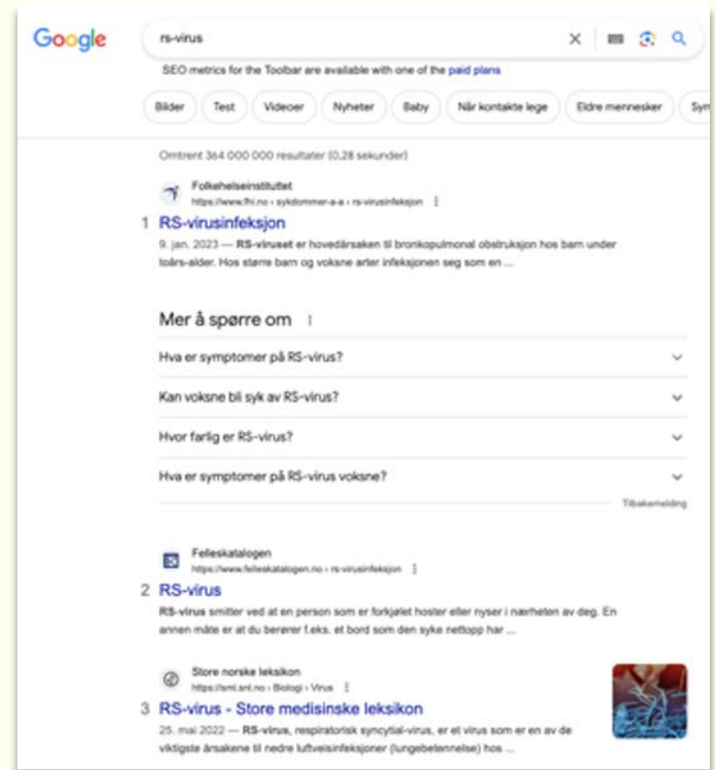 Google
rs-virus
SEO metrics for the Toolbar are available with one of the paid plans
Bilder Test Videoer Nyheter Baby Når kontakte lege Eldre mennesker Sym
Omtrent 364 000 000 resultater (0,28 sekunder)
Folkehelseinstituttet
https://www.fhi.no › sykdommer-a-a › rs-virusinfeksjon
1 RS-virusinfeksjon
9. jan. 2023 — RS-viruset er hovedårsaken til bronkopulmonal obstruksjon hos barn under
toårs-alder. Hos større barn og voksne arter infeksjonen seg som en ...
Mer å spørre om
Hva er symptomer på RS-virus?
Kan voksne bli syk av RS-virus?
Hvor farlig er RS-virus?
Hva er symptomer på RS-virus voksne?
Tilbakemelding
Felleskatalogen
https://www.felleskatalogen.no › rs-virusinfeksjon
2 RS-virus
RS-virus smitter ved at en person som er forkjølet hoster eller nyser i nærheten av deg. En
annen måte er at du berører f.eks. et bord som den syke nettopp har ...
Store norske leksikon
https://sml.snl.no › Biologi › Virus
3 RS-virus - Store medisinske leksikon
25. mai 2022 — RS-virus, respiratorisk syncytial-virus, er et virus som er en av de
viktigste årsakene til nedre luftveisinfeksjoner (lungebetennelse) hos ...